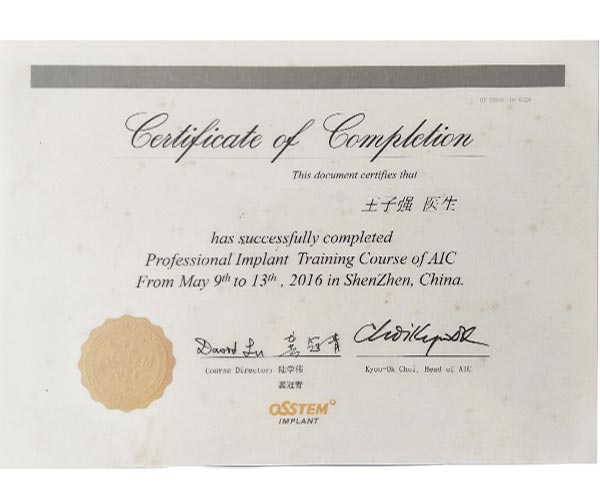 Certificate of Completion
This document certifies that
王子强 医生
has successfully completed
Professional Implant Training Course of AIC
From May 9th to 13th , 2016 in ShenZhen, China.
David Lu
Course Director: 陆学伟 Kyoo-Ok Choi, Head of AIC
龚冠青
OSSTEM
IMPLANT